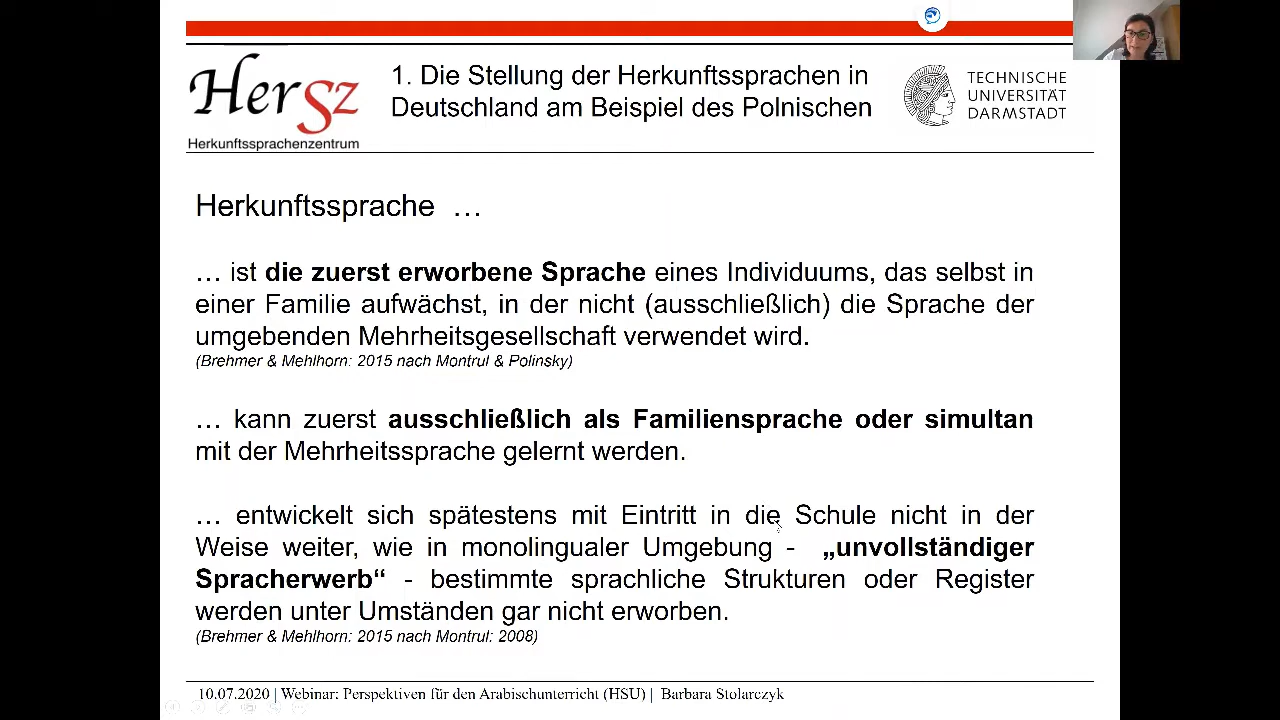 HerSZ
Herkunftssprachenzentrum
1. Die Stellung der Herkunftssprachen in
Deutschland am Beispiel des Polnischen
TECHNISCHE
UNIVERSITÄT
DARMSTADT
Herkunftssprache …
… ist die zuerst erworbene Sprache eines Individuums, das selbst in
einer Familie aufwächst, in der nicht (ausschließlich) die Sprache der
umgebenden Mehrheitsgesellschaft verwendet wird.
(Brehmer & Mehlhorn: 2015 nach Montrul & Polinsky)
… kann zuerst ausschließlich als Familiensprache oder simultan
mit der Mehrheitssprache gelernt werden.
… entwickelt sich spätestens mit Eintritt in die Schule nicht in der
Weise weiter, wie in monolingualer Umgebung - „unvollständiger
Spracherwerb“ - bestimmte sprachliche Strukturen oder Register
werden unter Umständen gar nicht erworben.
(Brehmer & Mehlhorn: 2015 nach Montrul: 2008)
10.07.2020 | Webinar: Perspektiven für den Arabischunterricht (HSU) | Barbara Stolarczyk